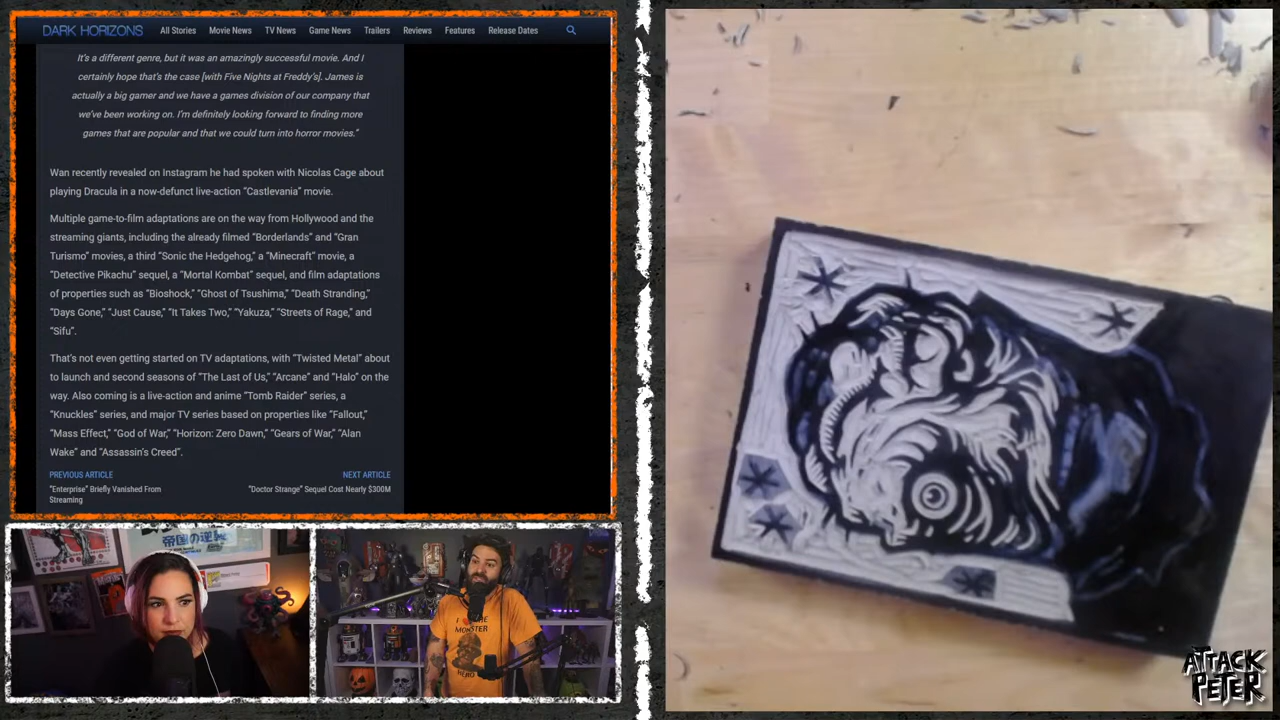 DARK HORIZONS
All Stories Movie News TV News Game News Trailers Reviews Features Release Dates
It's a different genre, but it was an amazingly successful movie. And I
certainly hope that's the case [with Five Nights at Freddy's]. James is
actually a big gamer and we have a games division of our company that
we've been working on. I'm definitely looking forward to finding more
games that are popular and that we could turn into horror movies."
Wan recently revealed on Instagram he had spoken with Nicolas Cage about
playing Dracula in a now-defunct live-action “Castlevania” movie.
Multiple game-to-film adaptations are on the way from Hollywood and the
streaming giants, including the already filmed “Borderlands” and “Gran
Turismo” movies, a third “Sonic the Hedgehog,” a “Minecraft” movie, a
“Detective Pikachu” sequel, a “Mortal Kombat” sequel, and film adaptations
of properties such as “Bioshock,” “Ghost of Tsushima,” “Death Stranding,”
“Days Gone,” “Just Cause,” “It Takes Two,” “Yakuza,” “Streets of Rage,” and
“Sifu”.
That’s not even getting started on TV adaptations, with “Twisted Metal” about
to launch and second seasons of “The Last of Us,” “Arcane” and “Halo” on the
way. Also coming is a live-action and anime “Tomb Raider” series, a
“Knuckles” series, and major TV series based on properties like “Fallout,”
“Mass Effect,” “God of War,” “Horizon: Zero Dawn,” “Gears of War,” “Alan
Wake” and “Assassin’s Creed”.
PREVIOUS ARTICLE
NEXT ARTICLE
“Enterprise” Briefly Vanished From
Streaming
“Doctor Strange” Sequel Cost Nearly $300M
帝国の逆襲
MONSTER
ATTACK
PETER